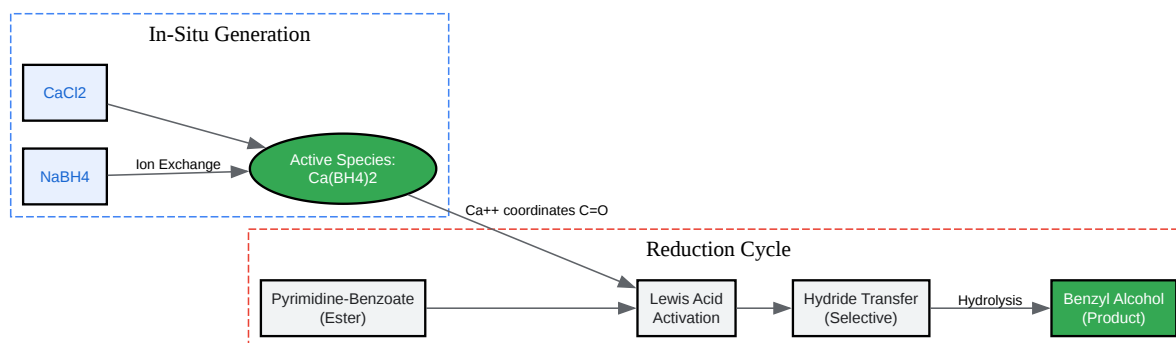 In-Situ Generation
CaCl2
NaBH4
Ion Exchange
Active Species:
Ca(BH4)2
Ca++ coordinates C=O
Reduction Cycle
Pyrimidine-Benzoate
(Ester)
Lewis Acid
Activation
Hydride Transfer
(Selective)
Hydrolysis
Benzyl Alcohol
(Product)